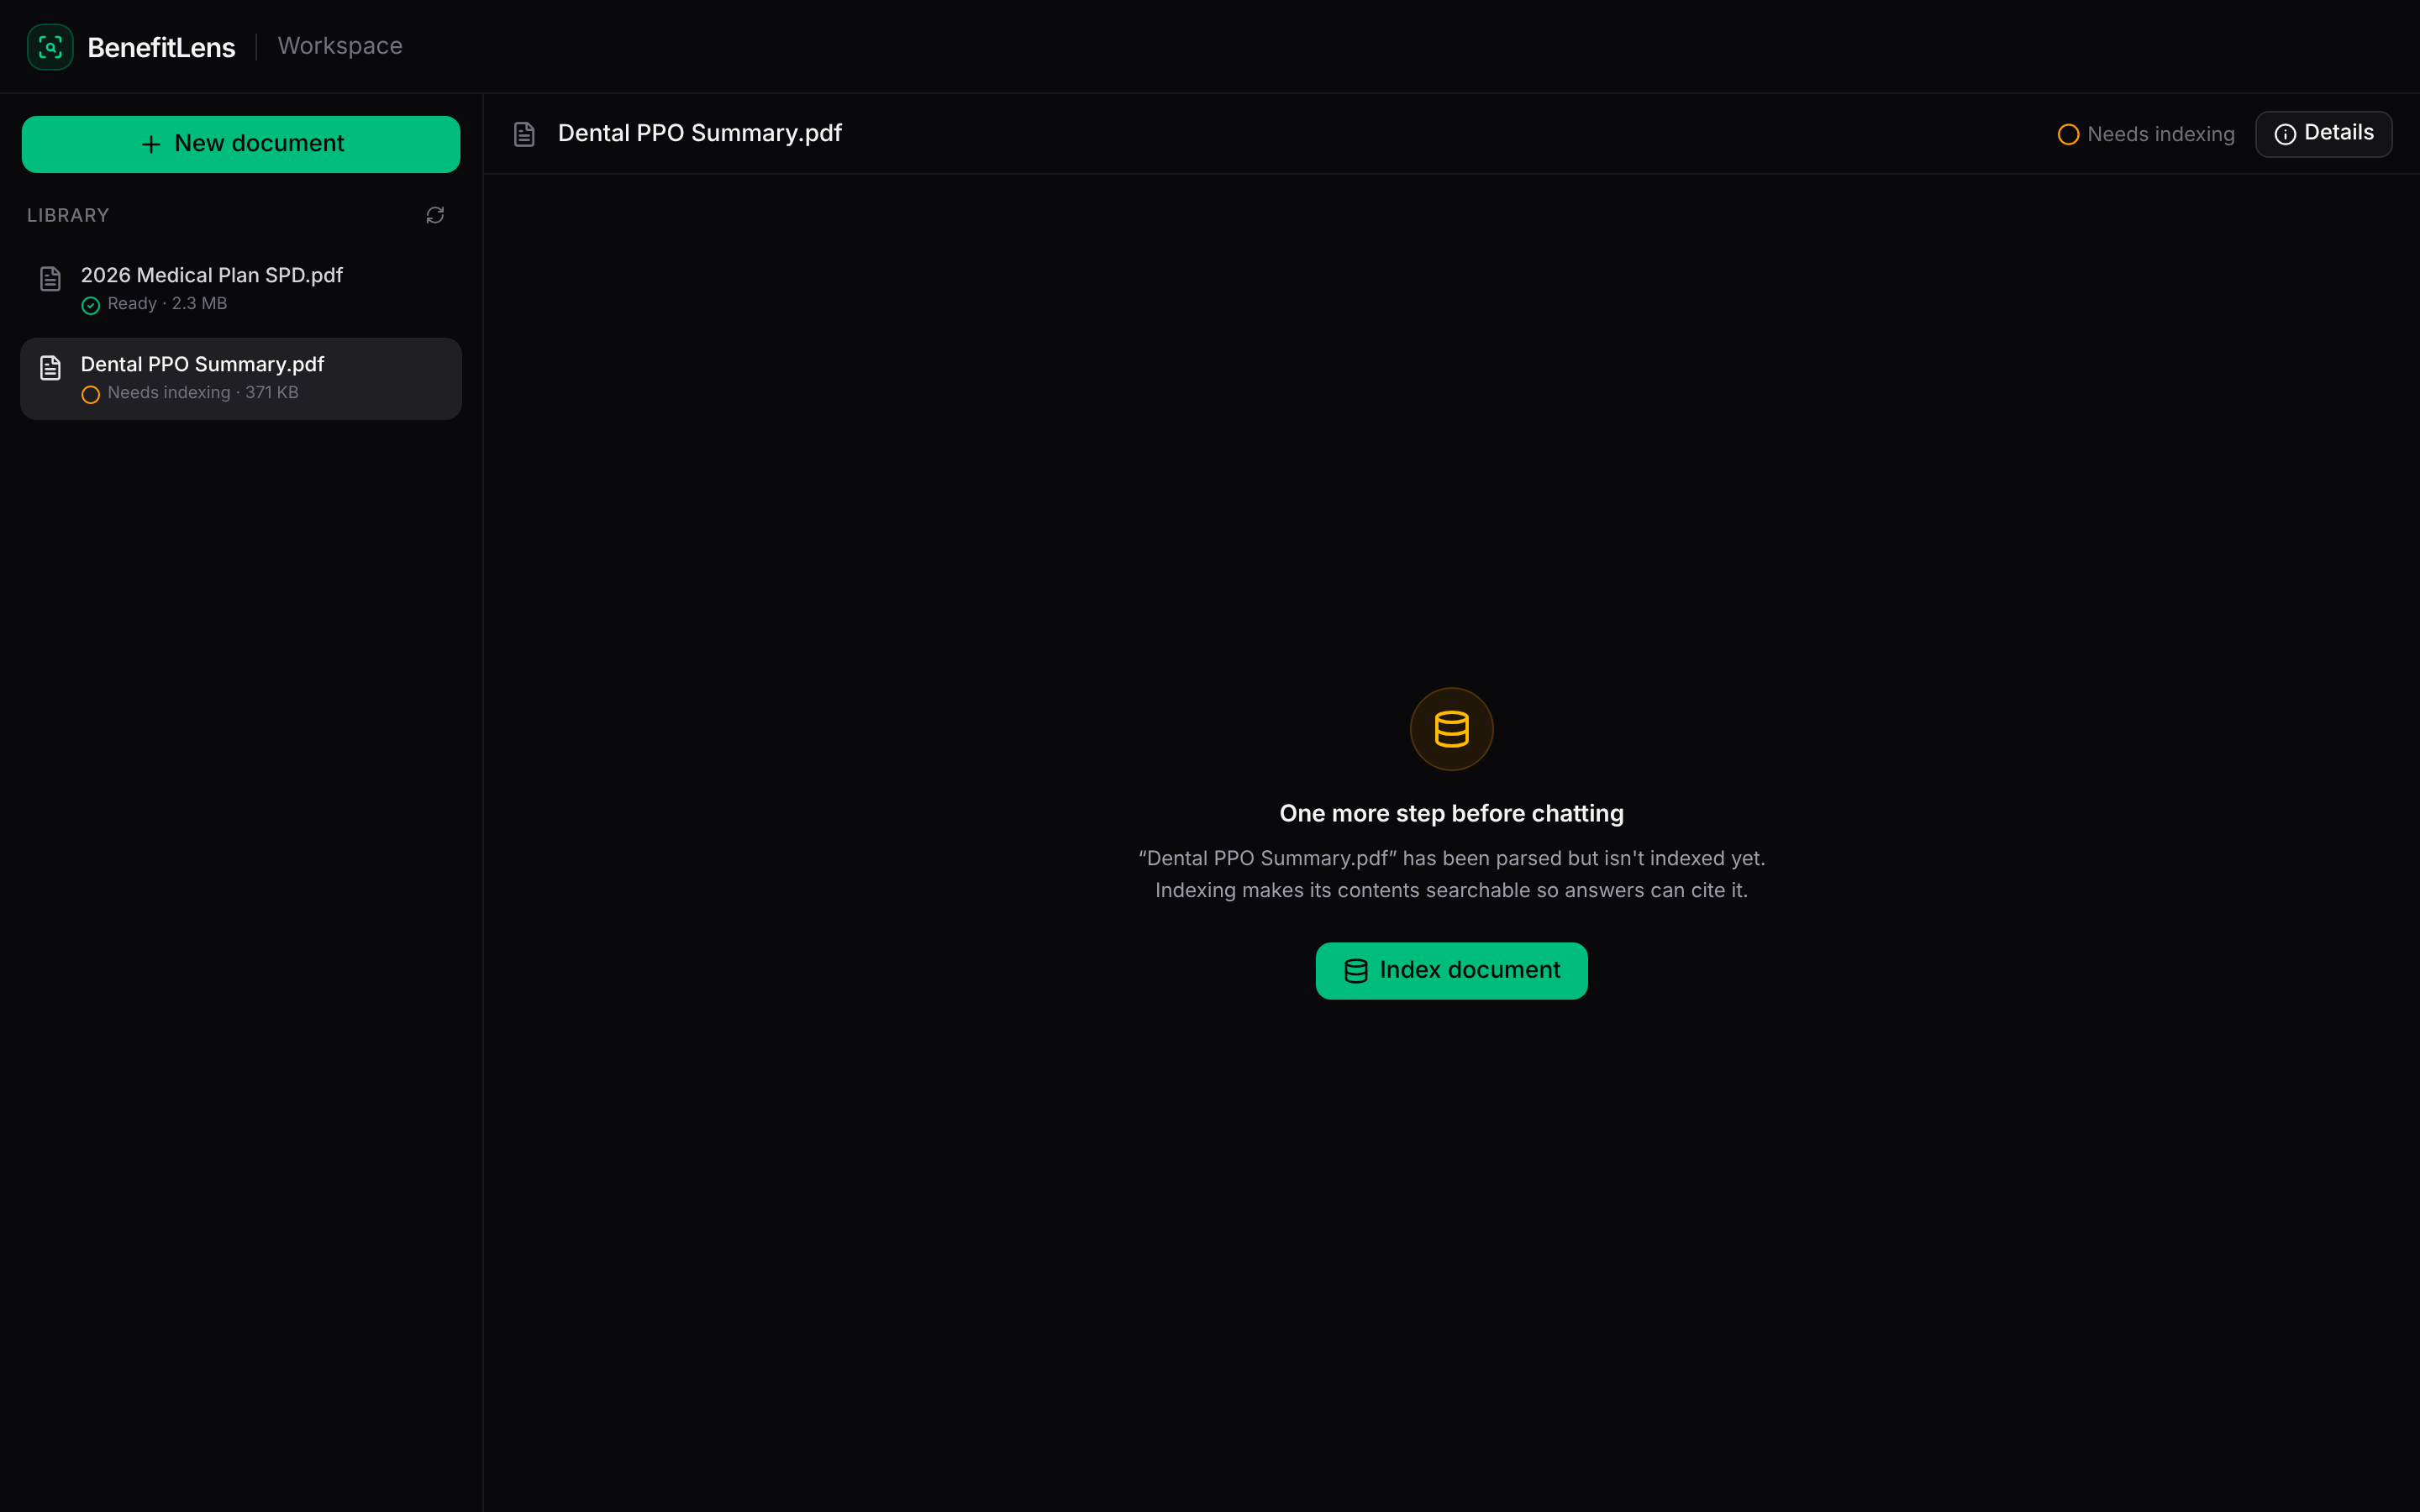 BenefitLens
Workspace
New document
LIBRARY
2026 Medical Plan SPD.pdf
Ready · 2.3 MB
Dental PPO Summary.pdf
Needs indexing · 371 KB
Dental PPO Summary.pdf
Needs indexing
Details
One more step before chatting
“Dental PPO Summary.pdf” has been parsed but isn't indexed yet.
Indexing makes its contents searchable so answers can cite it.
Index document